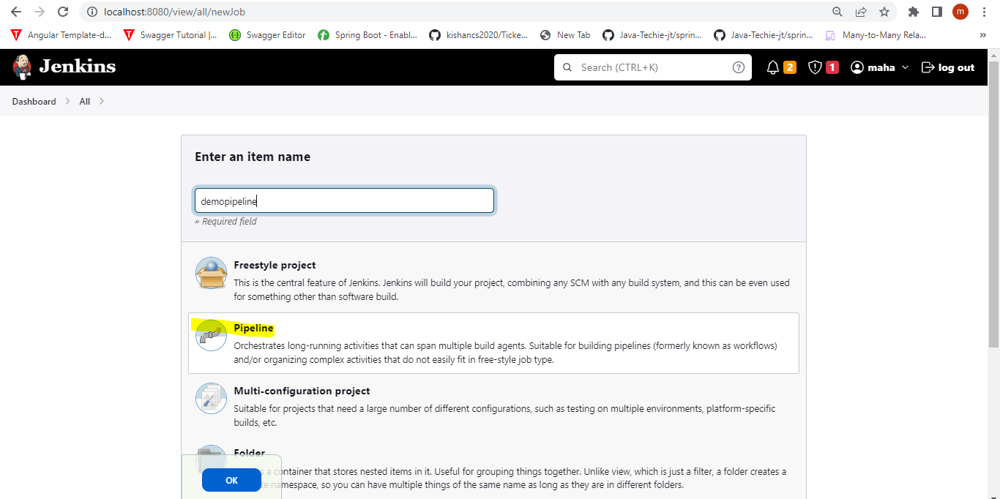 localhost:8080/view/all/newJob
m
Angular Template-d... Swagger Tutorial |... Swagger Editor Spring Boot - Enabl... kishancs2020/Ticke... New Tab Java-Techie-jt/sprin... Java-Techie-jt/sprin... Many-to-Many Rela... »
Jenkins Search (CTRL+K) ? 2 1 maha log out
Dashboard All
Enter an item name
demopipeline
» Required field
Freestyle project
This is the central feature of Jenkins. Jenkins will build your project, combining any SCM with any build system, and this can be even used
for something other than software build.
Pipeline
Orchestrates long-running activities that can span multiple build agents. Suitable for building pipelines (formerly known as workflows)
and/or organizing complex activities that do not easily fit in free-style job type.
Multi-configuration project
Suitable for projects that need a large number of different configurations, such as testing on multiple environments, platform-specific
builds, etc.
Folder
a container that stores nested items in it. Useful for grouping things together. Unlike view, which is just a filter, a folder creates a
namespace, so you can have multiple things of the same name as long as they are in different folders.
OK